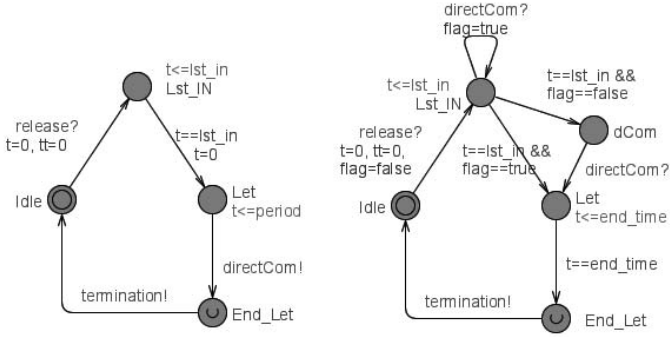 t<=lst_in
Lst_IN
release?
t=0, tt=0
t==lst_in
t=0
Idle
Let
t<=period
directCom!
termination!
End_Let
directCom?
flag=true
t<=lst_in
Lst_IN
t==lst_in &&
flag==false
release?
t=0, tt=0,
flag=false
t==lst_in &&
flag==true
dCom
directCom?
Idle
Let
t<=end_time
t==end_time
termination!
End_Let